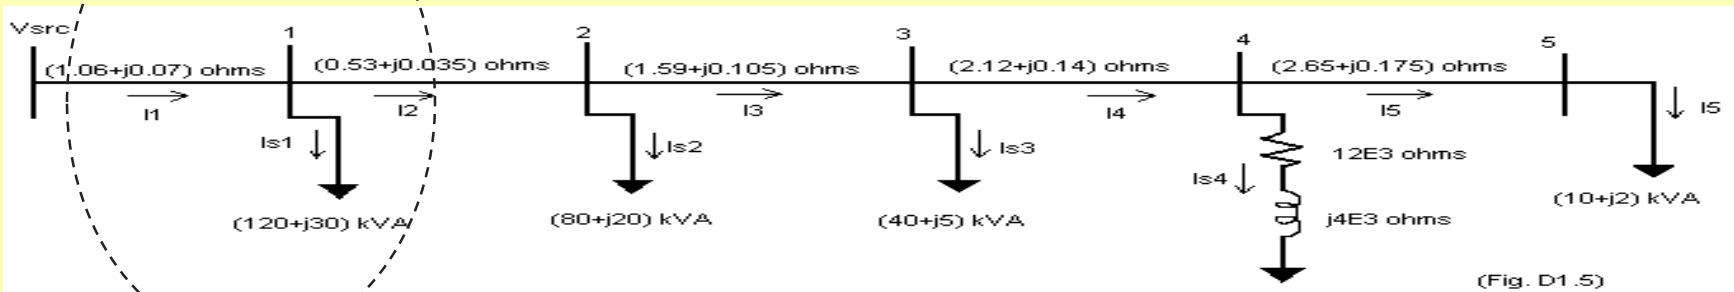 Vsrc
1
2
3
4
5
(1.06+j0.07) ohms
(0.53+j0.035) ohms
(1.59+j0.105) ohms
(2.12+j0.14) ohms
(2.65+j0.175) ohms
I1
I2
I3
I4
I5
I5
Is1
Is2
Is3
Is4
12E3 ohms
j4E3 ohms
(120+j30) kVA
(80+j20) kVA
(40+j5) kVA
(10+j2) kVA
(Fig. D1.5)